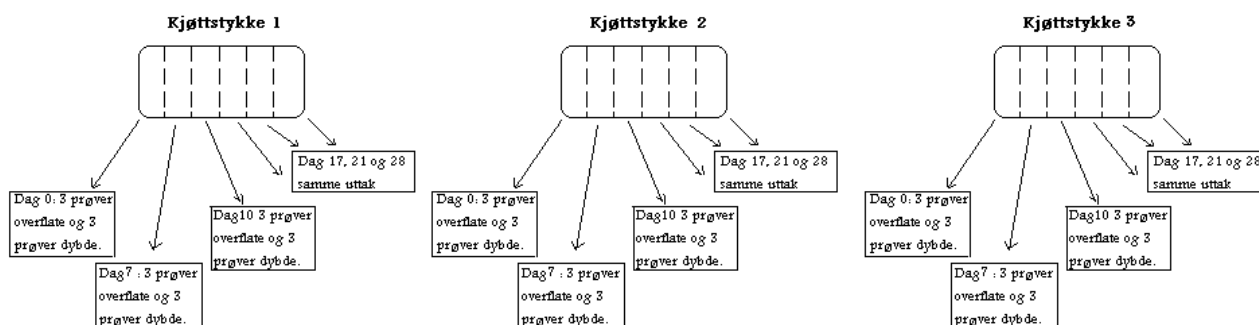 Kjøttstykke 1
Dag 17, 21 og 28
samme uttak
Dag 0: 3 prøver
overflate og 3
prøver dybde.
Dag10 3 prøver
overflate og 3
prøver dybde.
Dag7 : 3 prøver
overflate og 3
prøver dybde.
Kjøttstykke 2
Dag 17, 21 og 28
samme uttak
Dag 0: 3 prøver
overflate og 3
prøver dybde.
Dag10 3 prøver
overflate og 3
prøver dybde.
Dag7 : 3 prøver
overflate og 3
prøver dybde.
Kjøttstykke 3
Dag 17, 21 og 28
samme uttak
Dag 0: 3 prøver
overflate og 3
prøver dybde.
Dag10 3 prøver
overflate og 3
prøver dybde.
Dag7 : 3 prøver
overflate og 3
prøver dybde.